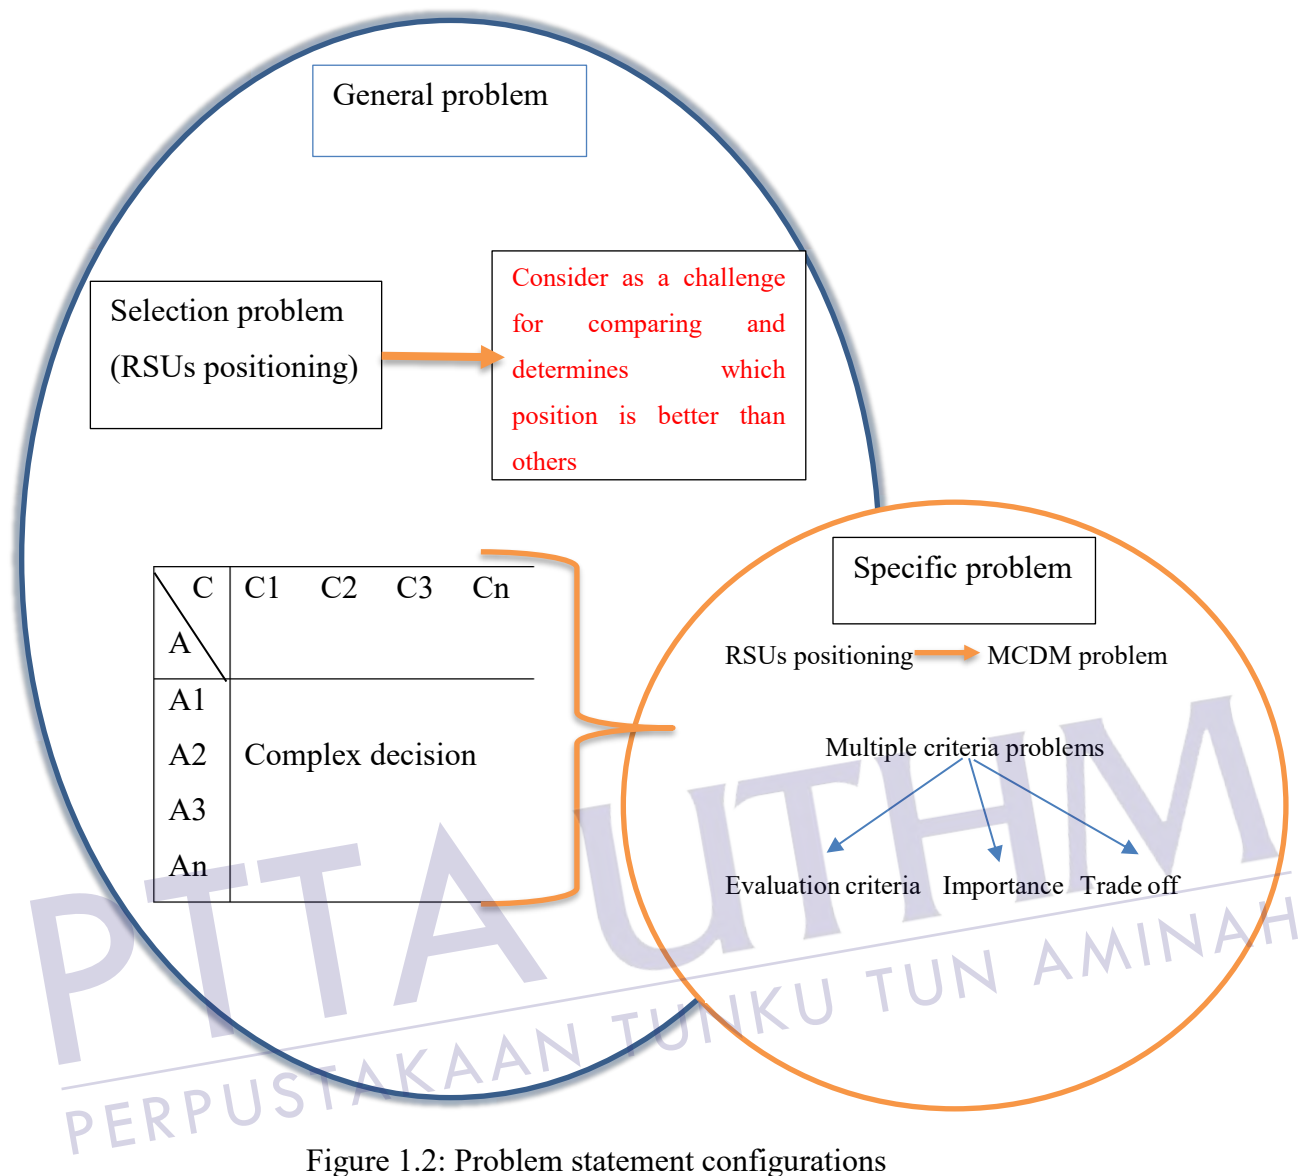 General problem
Selection problem
(RSUs positioning)
Consider as a challenge
for comparing and
determines which
position is better than
others
C C1 C2 C3 Cn
A
A1
A2 Complex decision
A3
An
Specific problem
RSUs positioning MCDM problem
Multiple criteria problems
Evaluation criteria Importance Trade off
PTTA UTHM
PERPUSTAKAAN TUNKU TUN AMINAH
Figure 1.2: Problem statement configurations